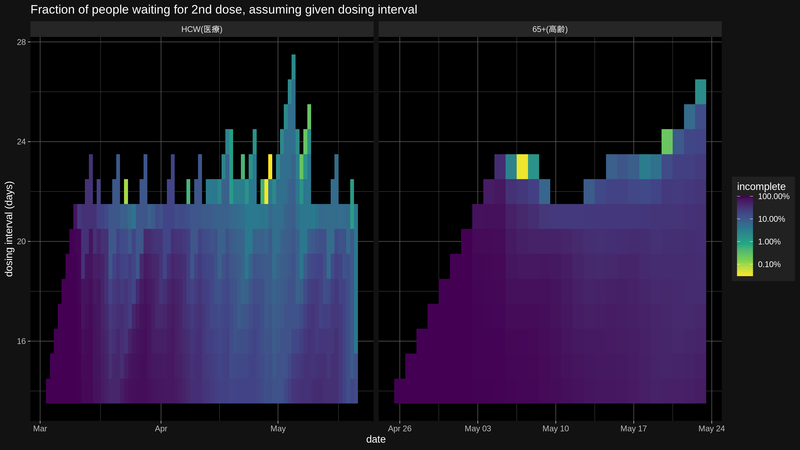 Fraction of people waiting for 2nd dose, assuming given dosing interval
HCW(医療)
65+(高齢)
28
24
20
16
dosing interval (days)
Mar
Apr
May
Apr 26
May 03
May 10
May 17
May 24
date
incomplete
100.00%
10.00%
1.00%
0.10%